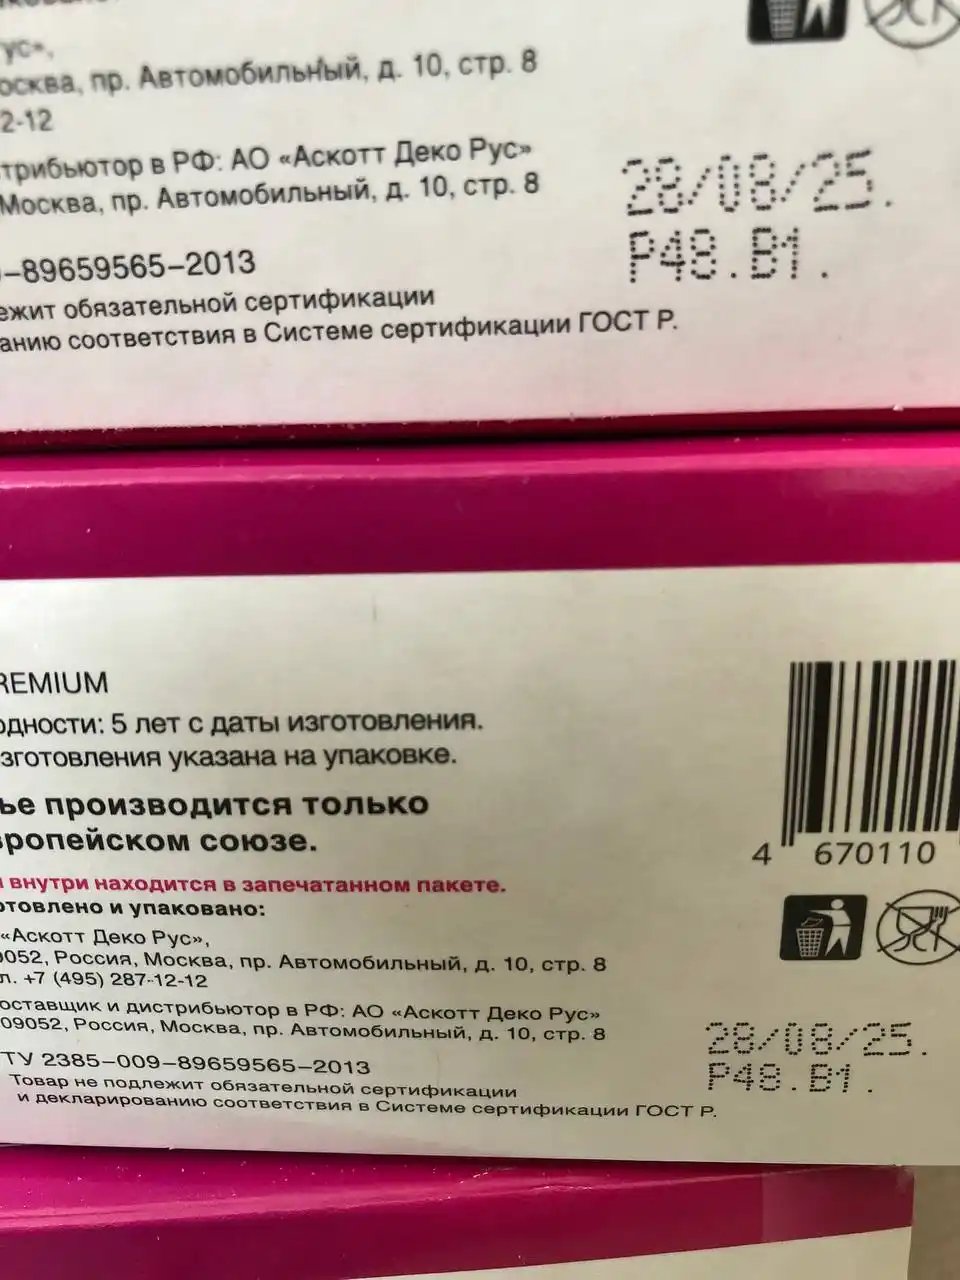 ус»,
осква, пр. Автомобильный, д. 10, стр. 8
2-12
трибьютор в РФ: АО «Аскотт Деко Рус»
Москва, пр. Автомобильный, д. 10, стр. 8
28/08/25.
P48.B1.
–89659565–2013
ежит обязательной сертификации
анию соответствия в Системе сертификации ГОСТ Р.
REMIUM
одности: 5 лет с даты изготовления.
зготовления указана на упаковке.
ье производится только
вропейском союзе.
внутри находится в запечатанном пакете.
отовлено и упаковано:
4 670110
«Аскотт Деко Рус»,
9052, Россия, Москва, пр. Автомобильный, д. 10, стр. 8
л. +7 (495) 287-12-12
оставщик и дистрибьютор в РФ: АО «Аскотт Деко Рус»
09052, Россия, Москва, пр. Автомобильный, д. 10, стр. 8
28/08/25.
P48.B1.
ТУ 2385–009–89659565–2013
Товар не подлежит обязательной сертификации
и декларированию соответствия в Системе сертификации ГОСТ Р.